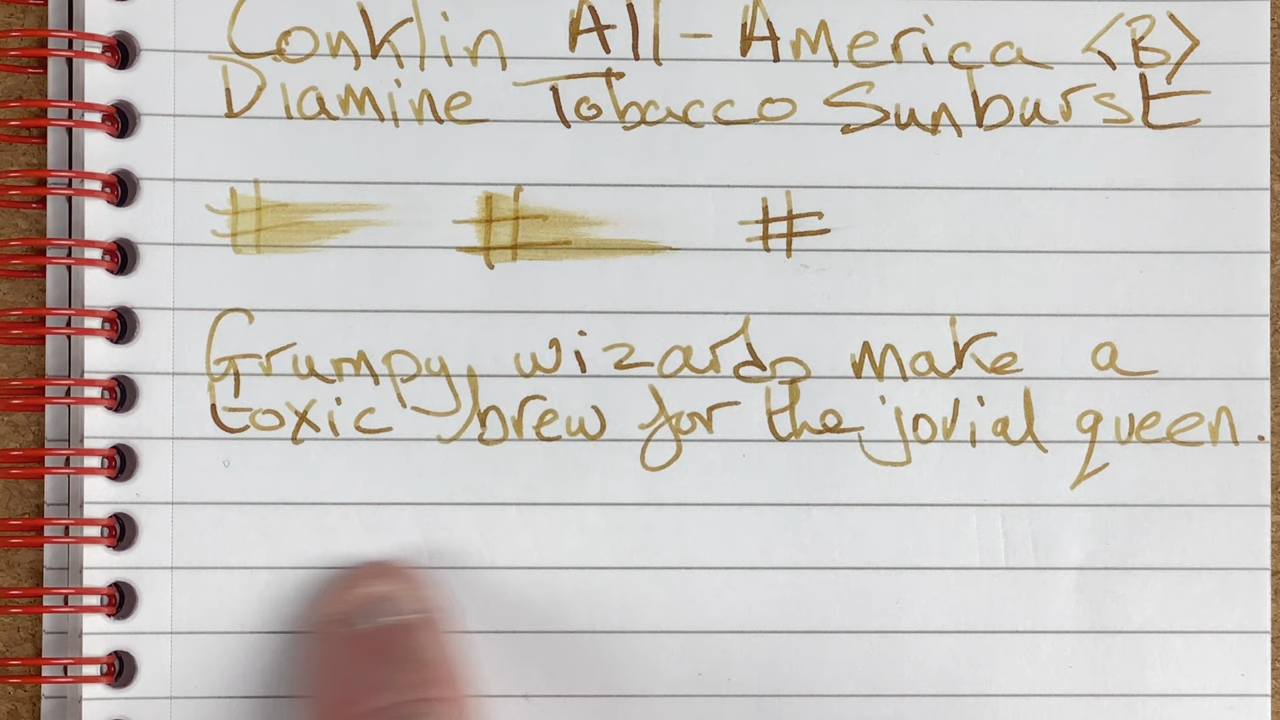 Conklin All-America <B>
Diamine Tobacco Sunburst
# # #
Grumpy wizards make a
toxic brew for the jovial queen.